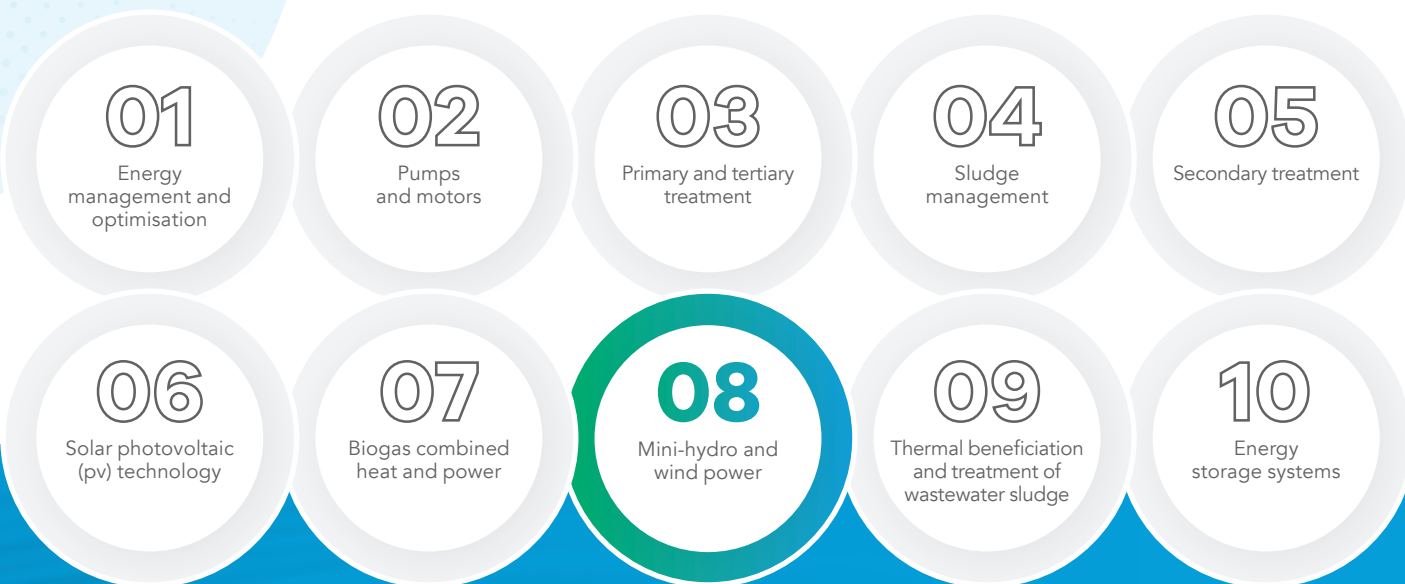 01
Energy
management and
optimisation
02
Pumps
and motors
03
Primary and tertiary
treatment
04
Sludge
management
05
Secondary treatment
06
Solar photovoltaic
(pv) technology
07
Biogas combined
heat and power
08
Mini-hydro and
wind power
09
Thermal beneficiation
and treatment of
wastewater sludge
10
Energy
storage systems